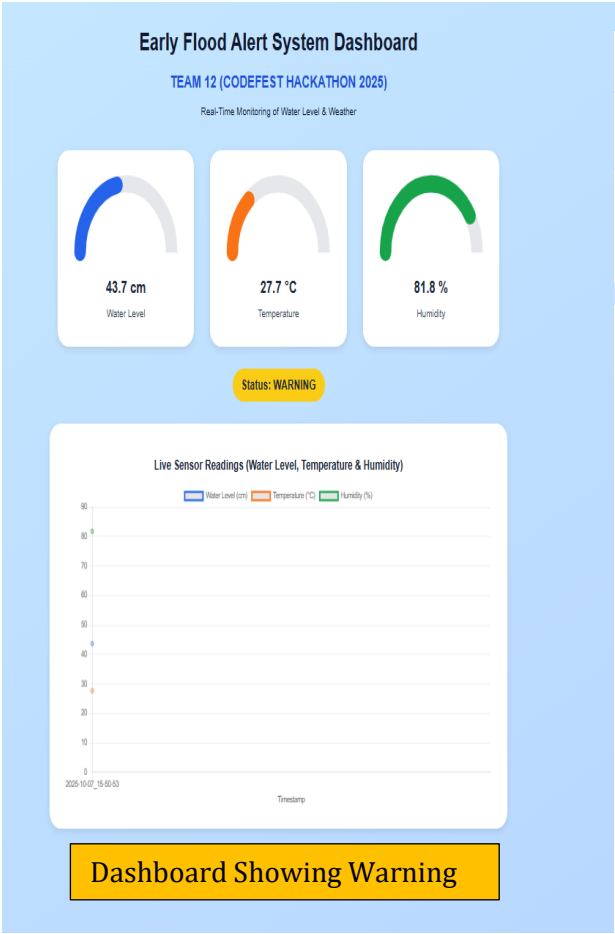 Early Flood Alert System Dashboard
TEAM 12 (CODEFEST HACKATHON 2025)
Real-Time Monitoring of Water Level & Weather
43.7 cm
Water Level
27.7 °C
Temperature
81.8 %
Humidity
Status: WARNING
Live Sensor Readings (Water Level, Temperature & Humidity)
Water Level (cm) Temperature (°C) Humidity (%)
90
80
70
60
50
40
30
20
10
0
2025-10-07_15-50-53
Timestamp
Dashboard Showing Warning